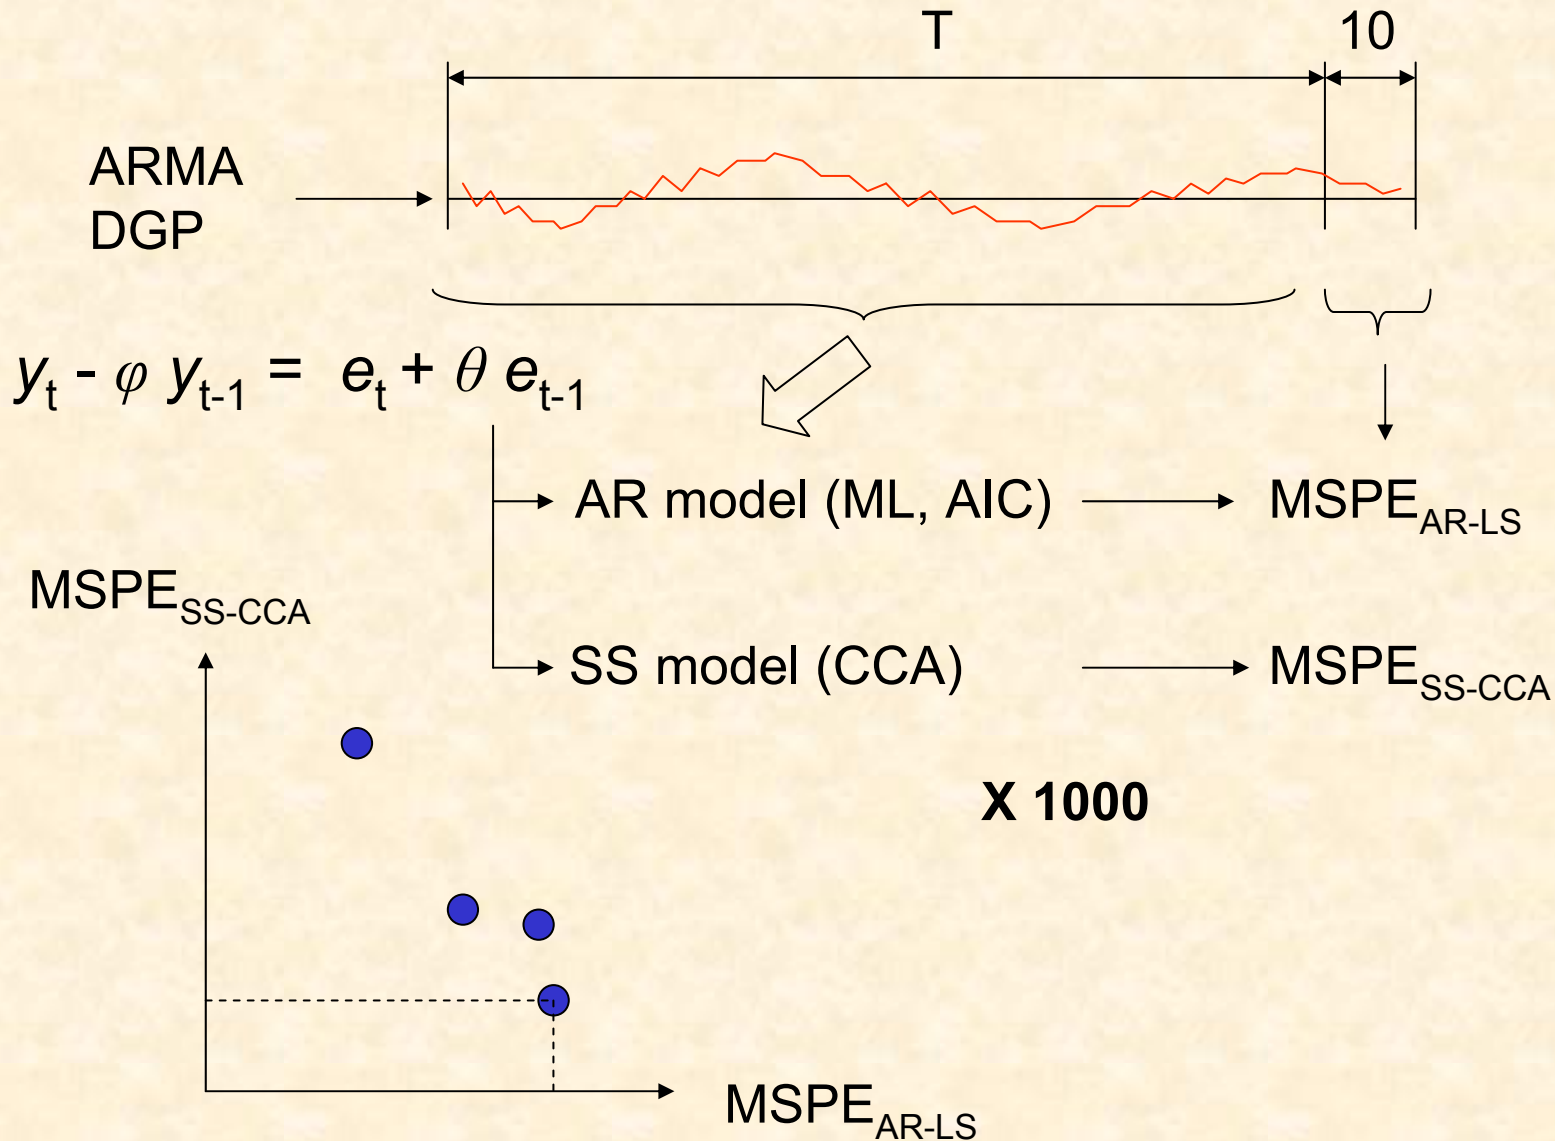 T
10
ARMA
DGP
yt - φ yt-1 = et + θ et-1
AR model (ML, AIC)
MSPEAR-LS
MSPESS-CCA
SS model (CCA)
MSPESS-CCA
X 1000
MSPEAR-LS